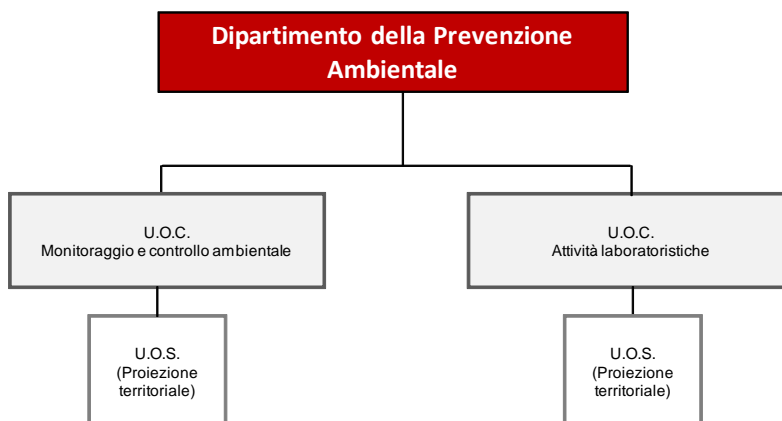 Dipartimento della Prevenzione
Ambientale
U.O.C.
Monitoraggio e controllo ambientale
U.O.C.
Attività laboratoristiche
U.O.S.
(Proiezione
territoriale)
U.O.S.
(Proiezione
territoriale)